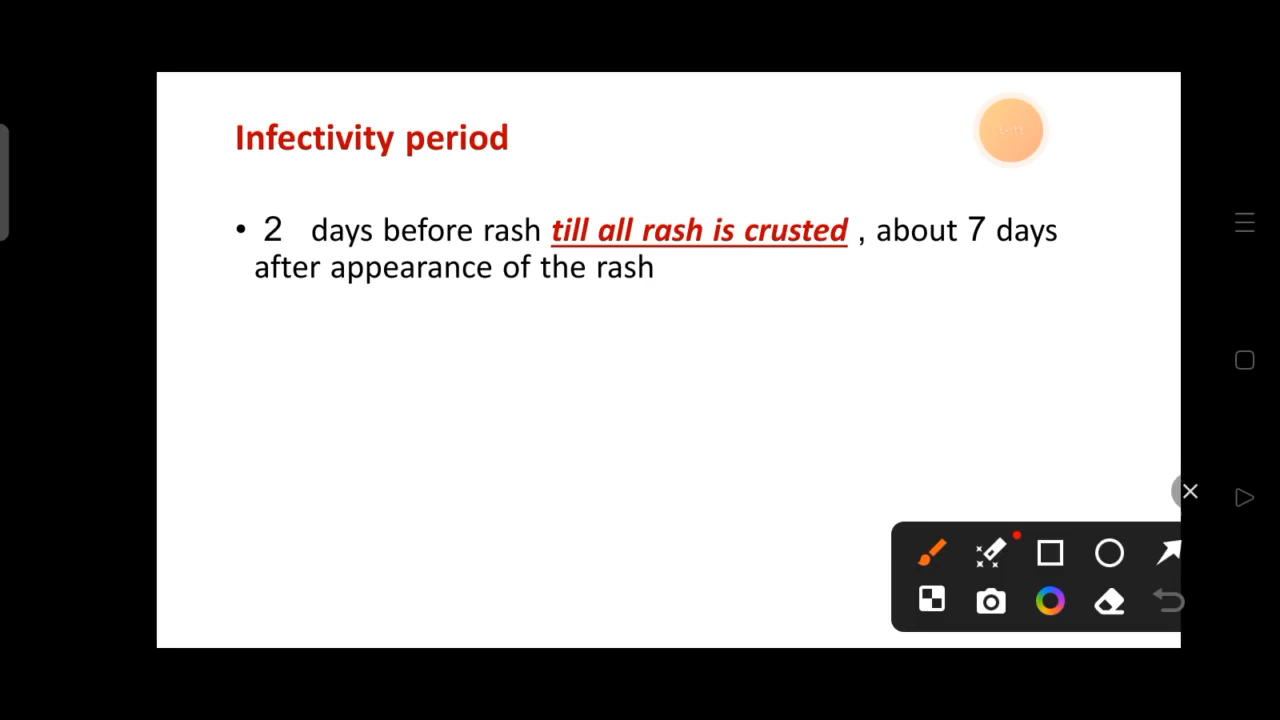 Infectivity period
• 2 days before rash till all rash is crusted , about 7 days
after appearance of the rash